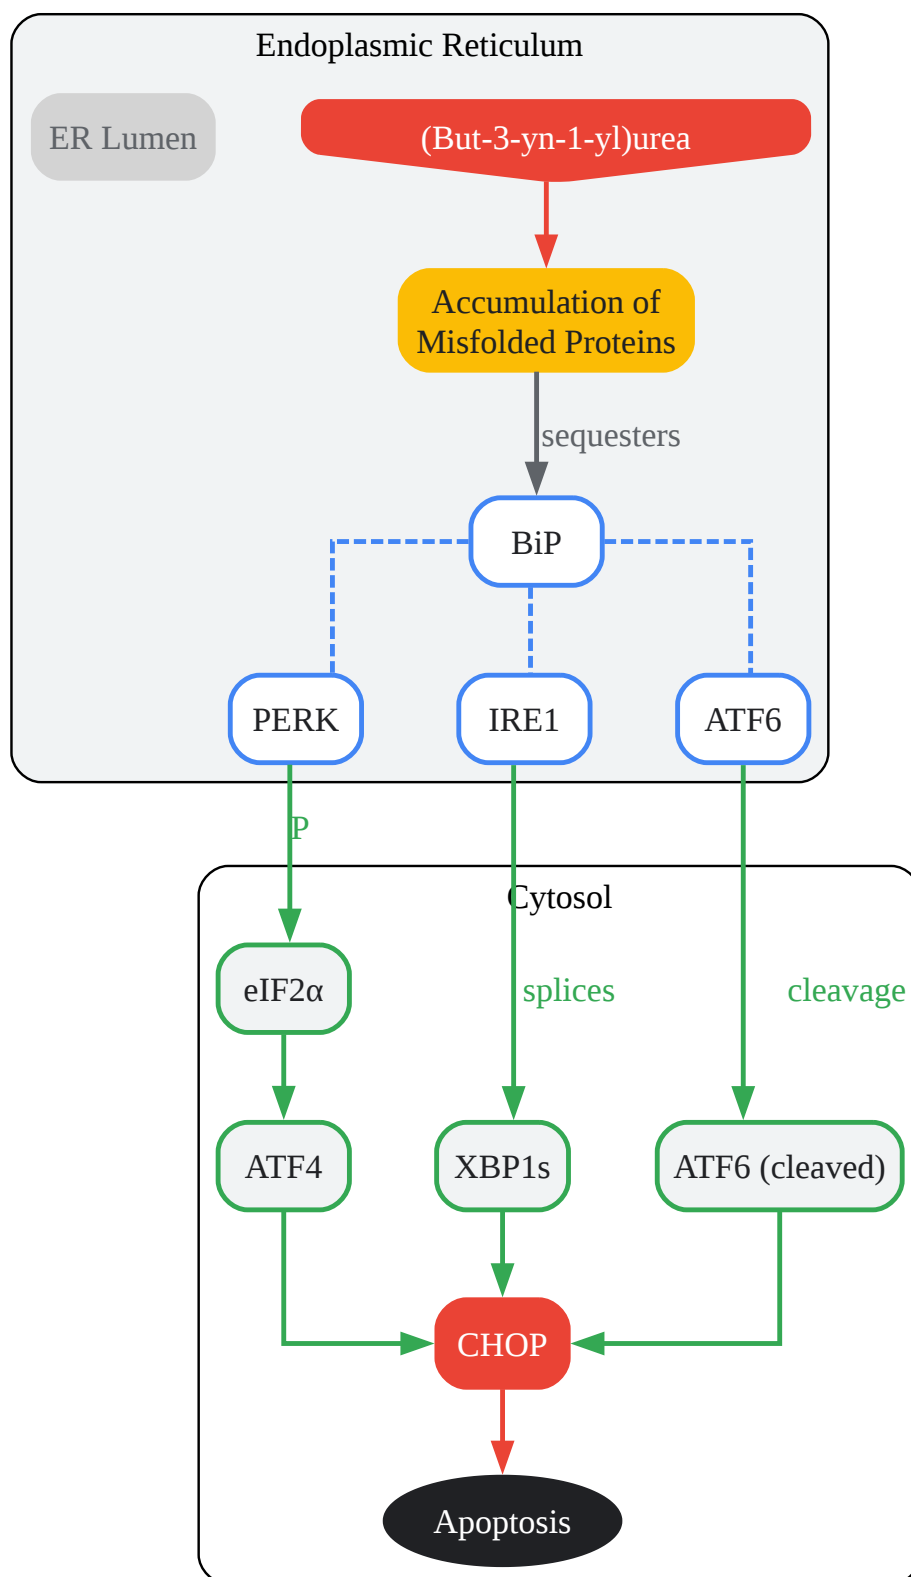 Endoplasmic Reticulum
ER Lumen
(But-3-yn-1-yl)urea
Accumulation of
Misfolded Proteins
sequesters
BiP
PERK
IRE1
ATF6
P
Cytosol
eIF2α
splices
cleavage
ATF4
XBP1s
ATF6 (cleaved)
CHOP
Apoptosis